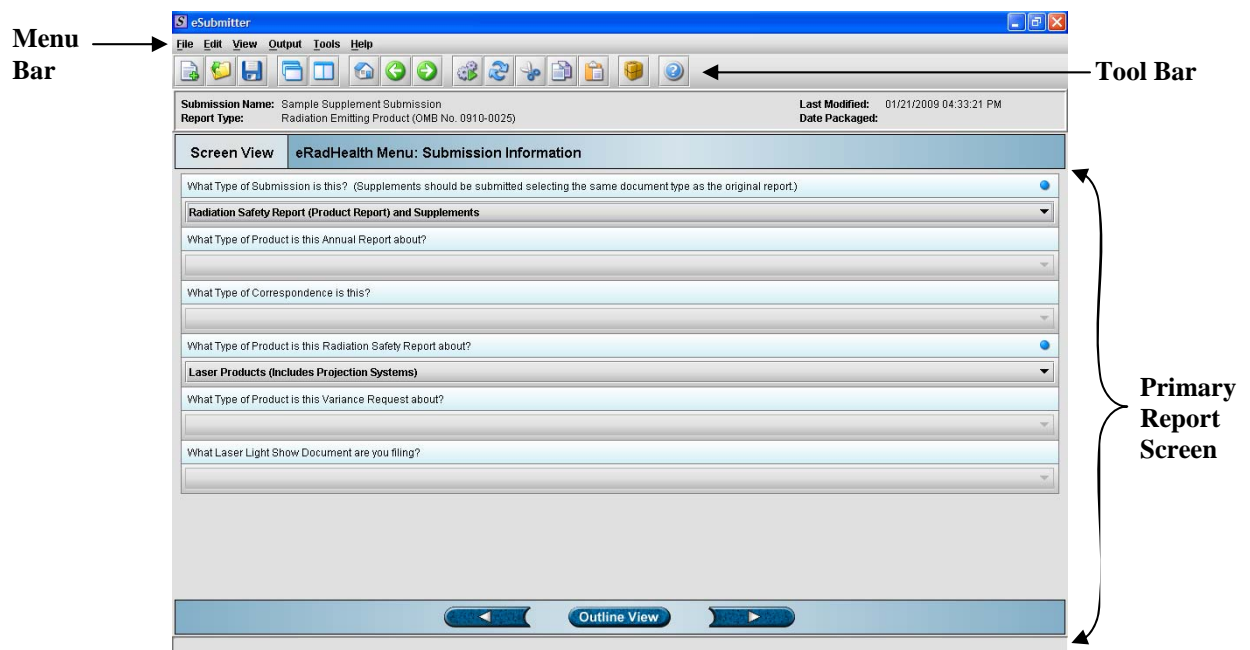 eSubmitter
Menu Bar
File Edit View Output Tools Help
Tool Bar
Submission Name: Sample Supplement Submission Last Modified: 01/21/2009 04:33:21 PM
Report Type: Radiation Emitting Product (OMB No. 0910-0025) Date Packaged:
Screen View eRadHealth Menu: Submission Information
What Type of Submission is this? (Supplements should be submitted selecting the same document type as the original report.)
Radiation Safety Report (Product Report) and Supplements
What Type of Product is this Annual Report about?
What Type of Correspondence is this?
What Type of Product is this Radiation Safety Report about?
Laser Products (Includes Projection Systems)
What Type of Product is this Variance Request about?
What Laser Light Show Document are you filing?
Primary
Report
Screen
Outline View